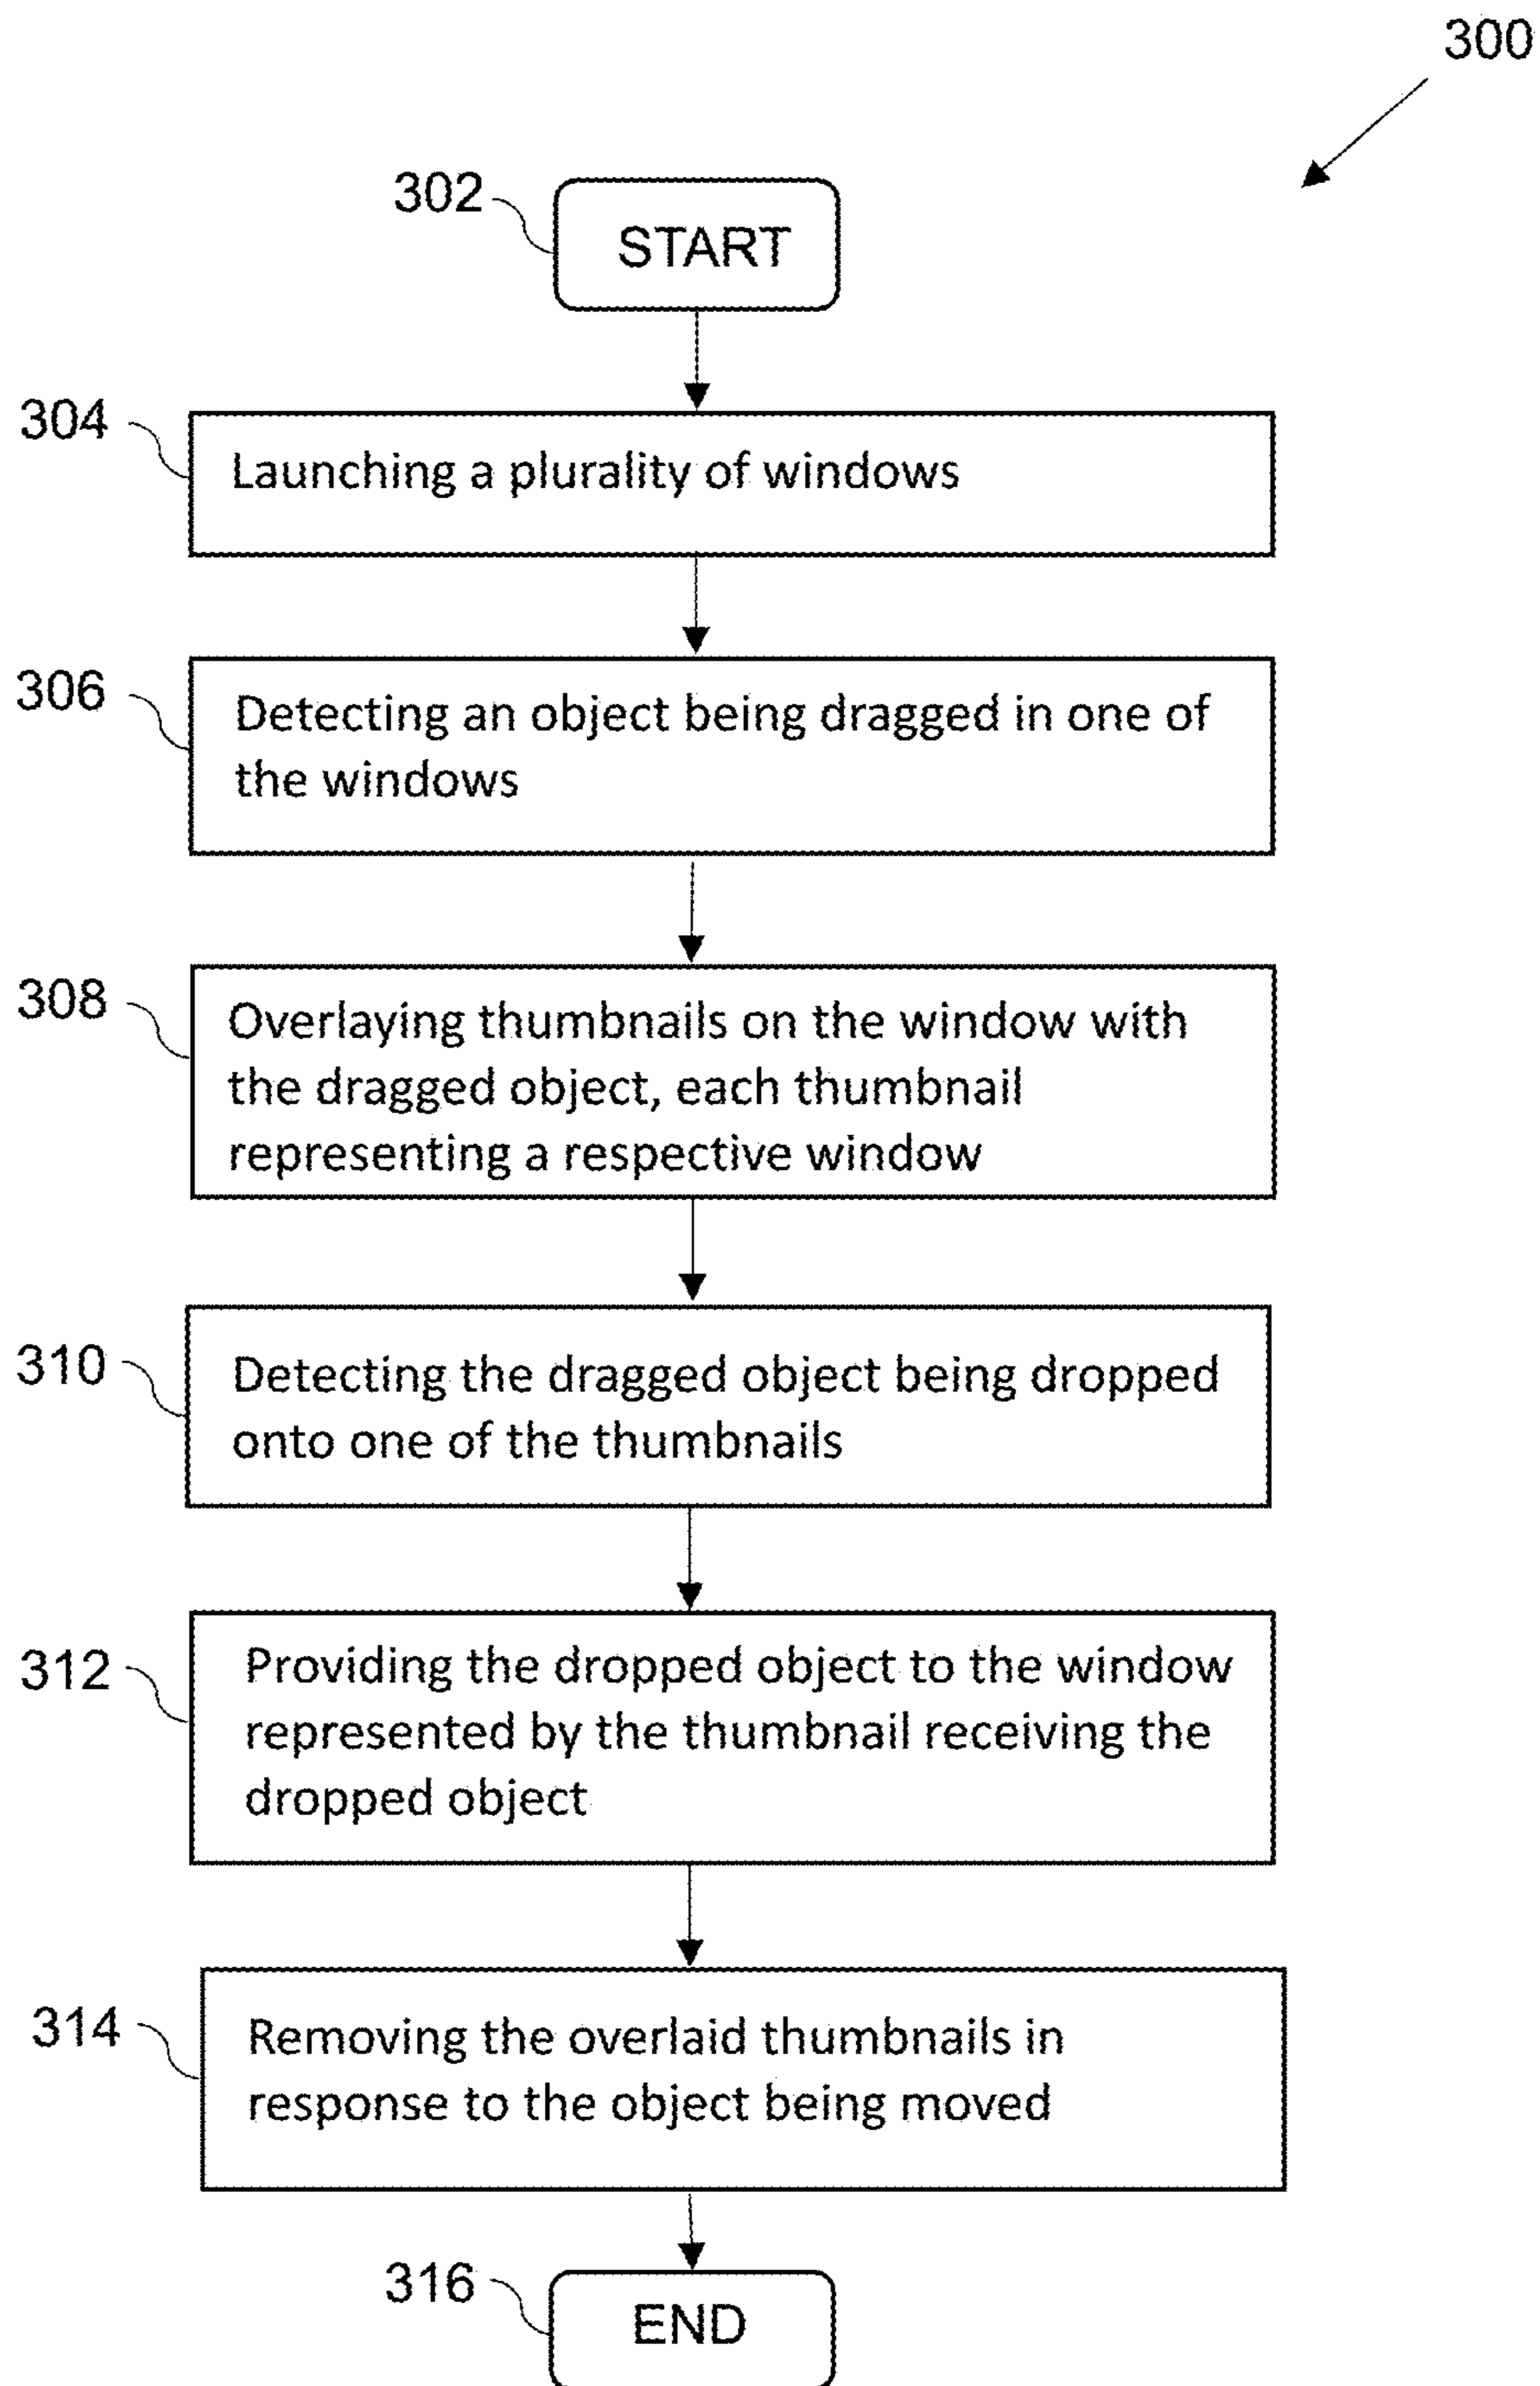 300
302
START
304
Launching a plurality of windows
306
Detecting an object being dragged in one of
the windows
308
Overlaying thumbnails on the window with
the dragged object, each thumbnail
representing a respective window
310
Detecting the dragged object being dropped
onto one of the thumbnails
312
Providing the dropped object to the window
represented by the thumbnail receiving the
dropped object
314
Removing the overlaid thumbnails in
response to the object being moved
316
END